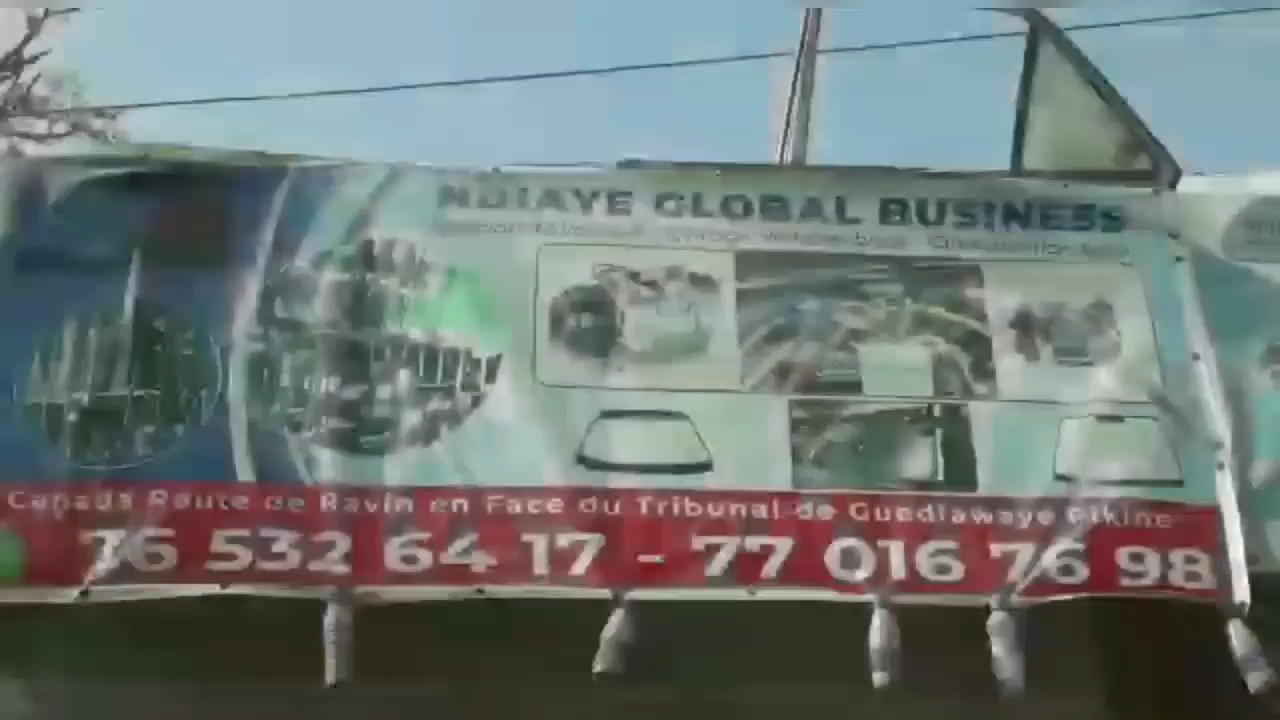 NDIAYE GLOBAL BUSINESS
Canada Route de Ravin en Face du Tribunal de Guediawaye Pikine
76 532 64 17 - 77 016 76 98